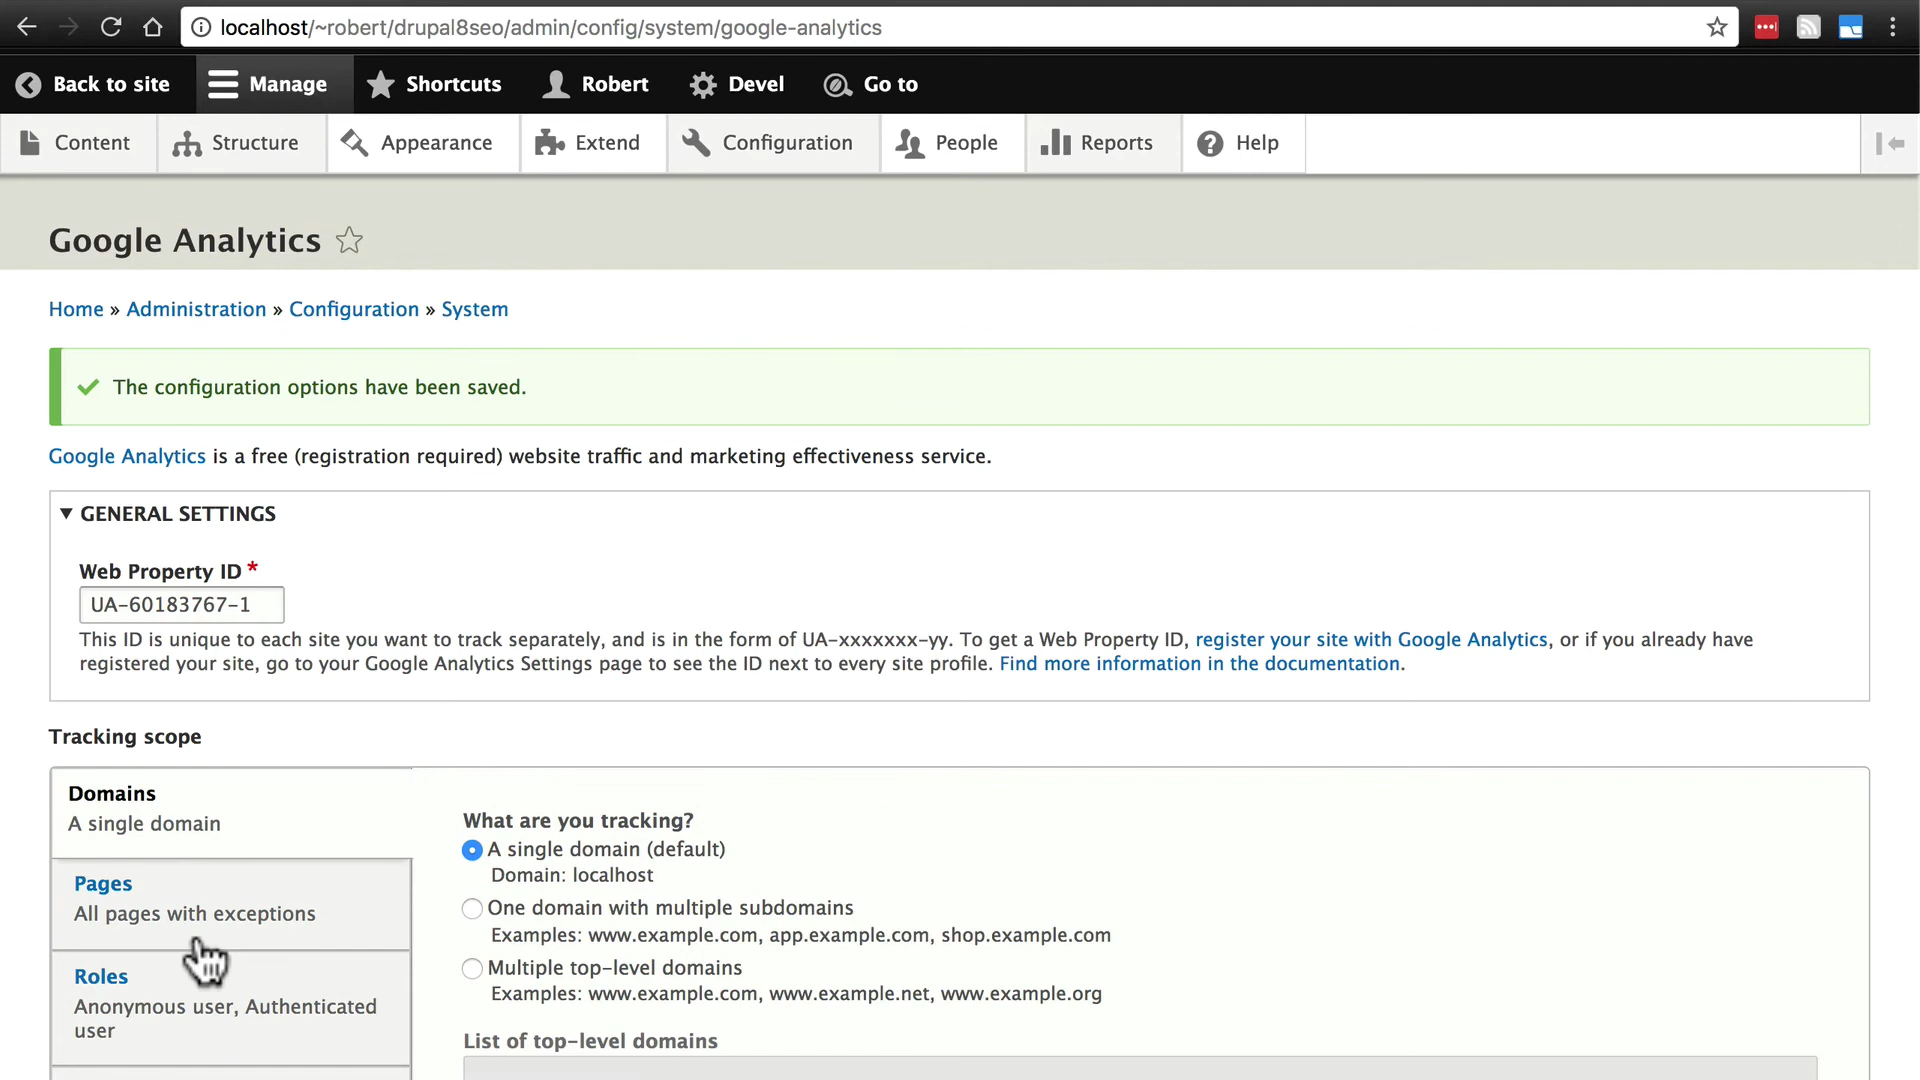 localhost/~robert/drupal8seo/admin/config/system/google-analytics
Back to site Manage Shortcuts Robert Devel Go to
Content Structure Appearance Extend Configuration People Reports Help
Google Analytics
Home » Administration » Configuration » System
The configuration options have been saved.
Google Analytics is a free (registration required) website traffic and marketing effectiveness service.
GENERAL SETTINGS
Web Property ID *
UA-60183767-1
This ID is unique to each site you want to track separately, and is in the form of UA-xxxxxxx-yy. To get a Web Property ID, register your site with Google Analytics, or if you already have
registered your site, go to your Google Analytics Settings page to see the ID next to every site profile. Find more information in the documentation.
Tracking scope
Domains
A single domain
Pages
All pages with exceptions
Roles
Anonymous user, Authenticated
user
What are you tracking?
A single domain (default)
Domain: localhost
One domain with multiple subdomains
Examples: www.example.com, app.example.com, shop.example.com
Multiple top-level domains
Examples: www.example.com, www.example.net, www.example.org
List of top-level domains